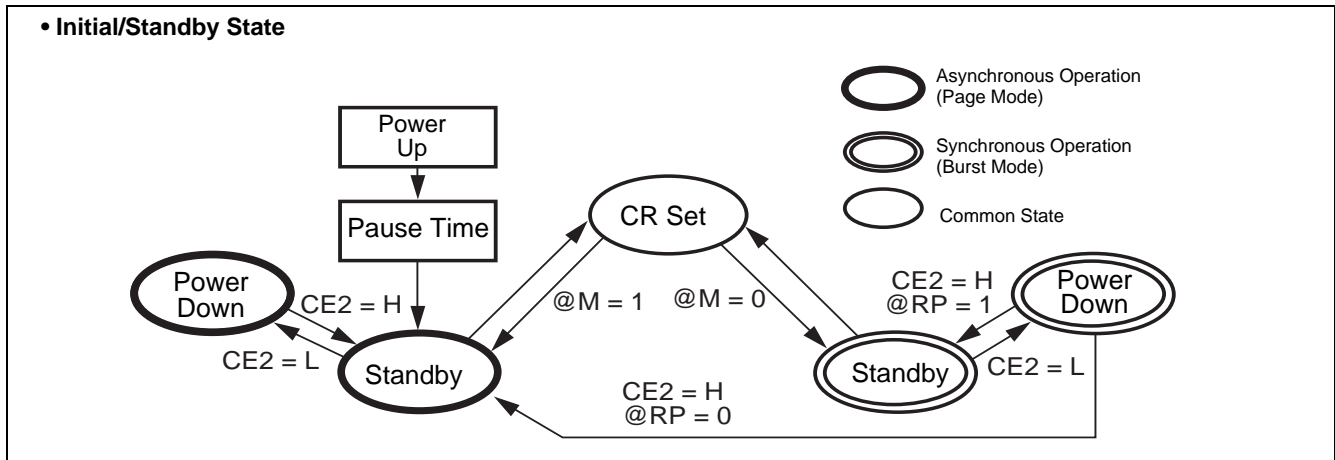 • Initial/Standby State
Asynchronous Operation
(Page Mode)
Synchronous Operation
(Burst Mode)
Common State
Power
Up
Pause Time
CR Set
Power
Down
CE2 = H
CE2 = L
Standby
@M = 1
@M = 0
Standby
CE2 = H
@RP = 1
Power
Down
CE2 = L
CE2 = H
@RP = 0